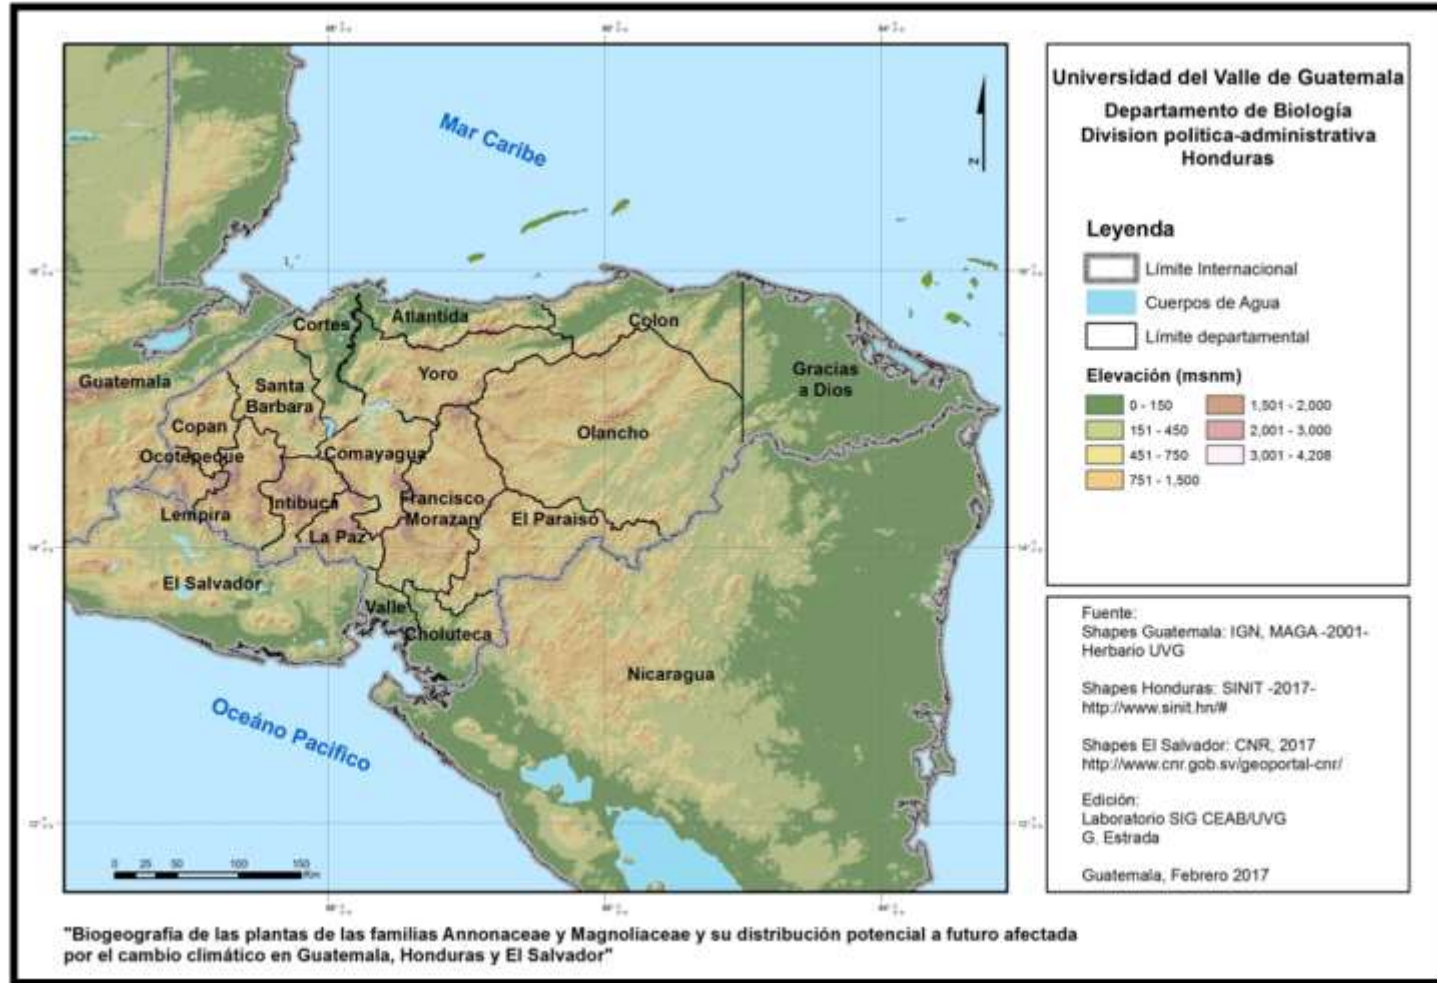 Mar Caribe
Cortes
Atlantida
Colon
Guatemala
Santa
Barbara
Yoro
Gracias
a Dios
Copan
Olancho
Ocotepeque
Comayagua
Lempira
Intibuca
Francisco
Morazan
El Paraiso
La Paz
El Salvador
Valle
Choluteca
Nicaragua
Oceáno Pacifico
N
0 25 50 100 150
Km
Universidad del Valle de Guatemala
Departamento de Biología
Division política-administrativa
Honduras
Leyenda
Límite Internacional
Cuerpos de Agua
Límite departamental
Elevación (msnm)
0 - 150
151 - 450
451 - 750
751 - 1,500
1,501 - 2,000
2,001 - 3,000
3,001 - 4,208
Fuente:
Shapes Guatemala: IGN, MAGA -2001-
Herbario UVG
Shapes Honduras: SINIT -2017-
http://www.sinit.hn/#
Shapes El Salvador: CNR, 2017
http://www.cnr.gob.sv/geoportal-cnr/
Edición:
Laboratorio SIG CEAB/UVG
G. Estrada
Guatemala, Febrero 2017
"Biogeografía de las plantas de las familias Annonaceae y Magnoliaceae y su distribución potencial a futuro afectada
por el cambio climático en Guatemala, Honduras y El Salvador"